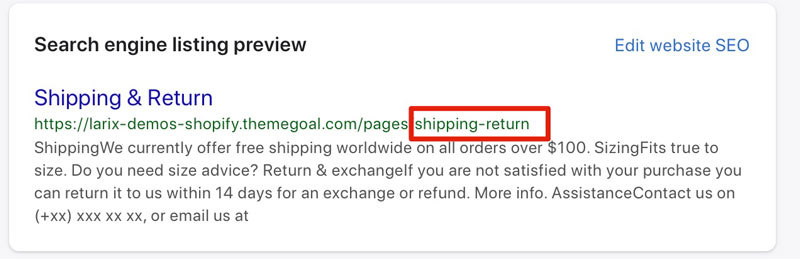 Search engine listing preview
Edit website SEO
Shipping & Return
https://larix-demos-shopify.themegoal.com/pages/shipping-return
ShippingWe currently offer free shipping worldwide on all orders over $100. SizingFits true to
size. Do you need size advice? Return & exchangeIf you are not satisfied with your purchase you
can return it to us within 14 days for an exchange or refund. More info. AssistanceContact us on
(+xx) xxx xx xx, or email us at